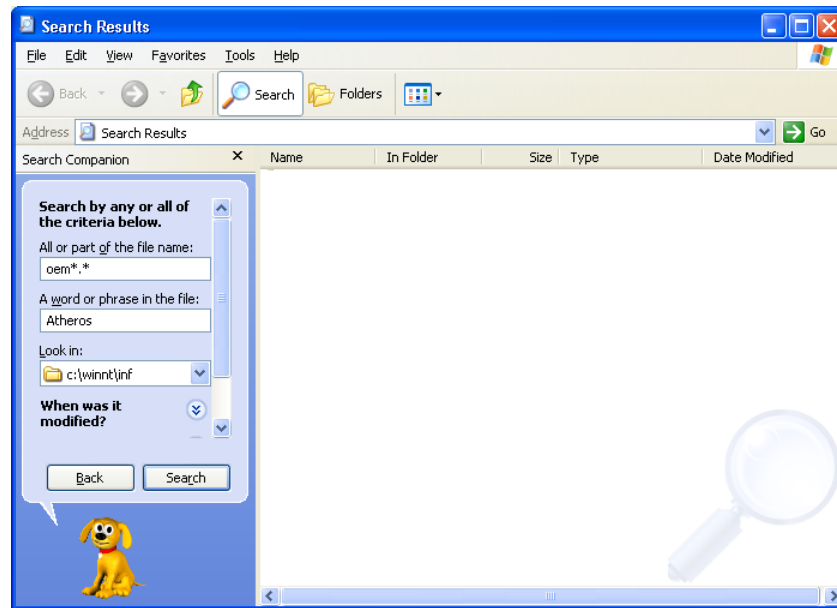 Search Results
File Edit View Favorites Tools Help
Back Search Folders
Address Search Results Go
Search Companion
Name In Folder Size Type Date Modified
Search by any or all of
the criteria below.
All or part of the file name:
oem*.*
A word or phrase in the file:
Atheros
Look in:
c:\winnt\inf
When was it
modified?
Back Search